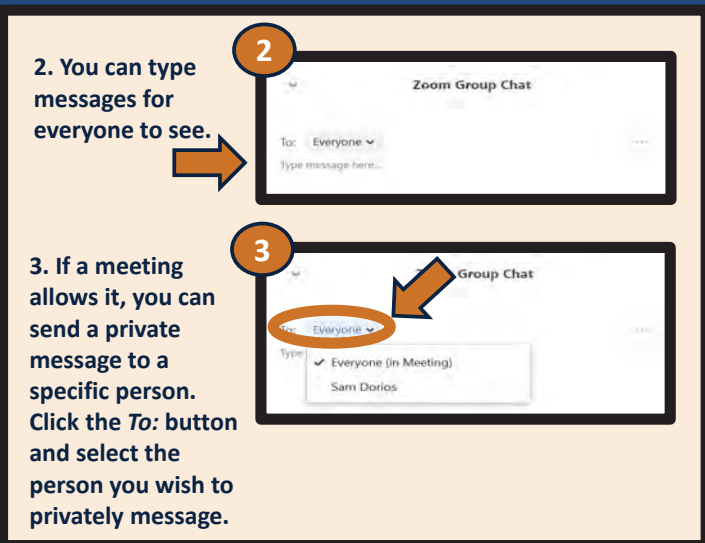 2. You can type
messages for
everyone to see.
2
Zoom Group Chat
To: Everyone
Type message here...
3. If a meeting
allows it, you can
send a private
message to a
specific person.
Click the To: button
and select the
person you wish to
privately message.
3
Group Chat
To: Everyone
Type
✓ Everyone (in Meeting)
Sam Dorios